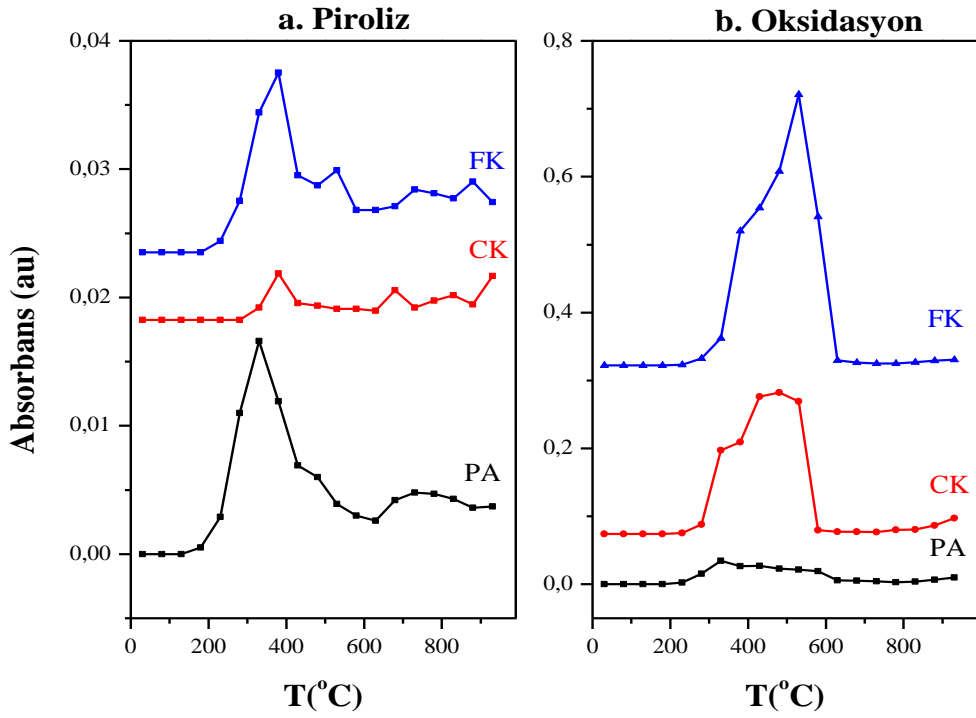 a. Piroliz
b. Oksidasyon
Absorbans (au)
0,04
0,03
0,02
0,01
0,00
FK
CK
PA
0 200 400 600 800
T(°C)
0,8
0,6
0,4
0,2
0,0
FK
CK
PA
0 200 400 600 800
T(°C)